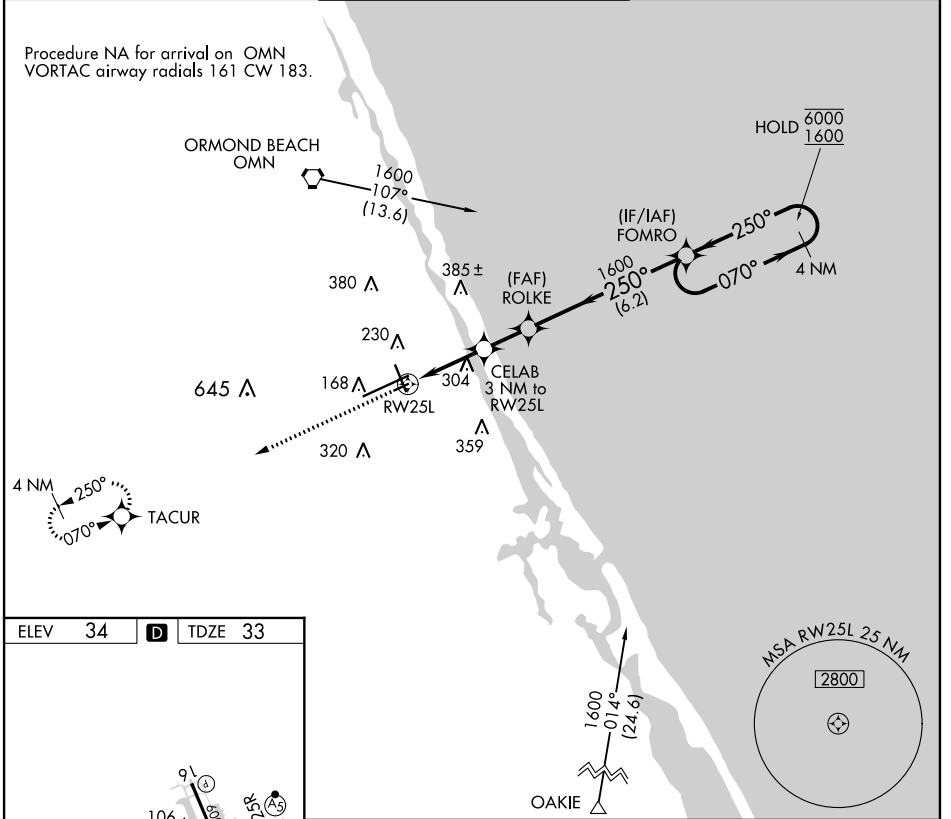 Procedure NA for arrival on OMN
VORTAC airway radials 161 CW 183.
ORMOND BEACH
OMN
1600
107°
(13.6)
HOLD 6000
1600
(IF/IAF)
FOMRO
250°
070°
4 NM
1600
250°
(6.2)
(FAF)
ROLKE
380
385±
230
645
168
304
CELAB
3 NM to
RW25L
RW25L
320
359
4 NM
250°
070°
TACUR
ELEV 34 D TDZE 33
MSA RW25L 25 NM
2800
1600
014°
(24.6)
OAKIE
16
P
25R
A5